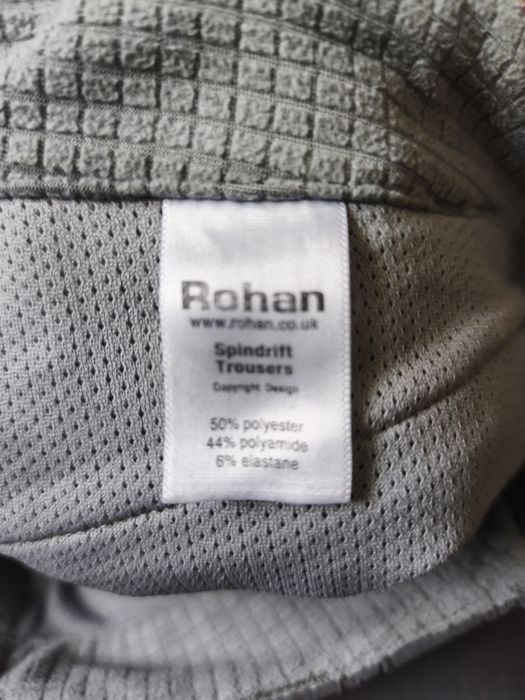 Rohan
www.rohan.co.uk
Spindrift
Trousers
Copyright Design
50% polyester
44% polyamide
6% elastane